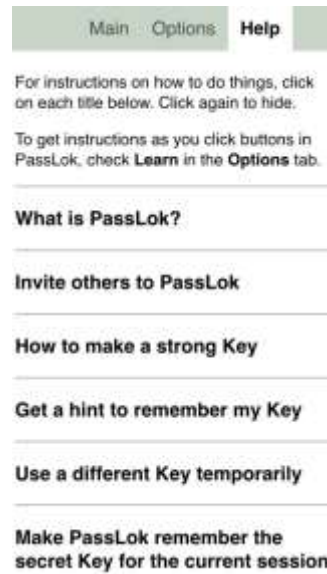 Main Options Help
For instructions on how to do things, click
on each title below. Click again to hide.
To get instructions as you click buttons in
PassLok, check Learn in the Options tab.
What is PassLok?
Invite others to PassLok
How to make a strong Key
Get a hint to remember my Key
Use a different Key temporarily
Make PassLok remember the
secret Key for the current session